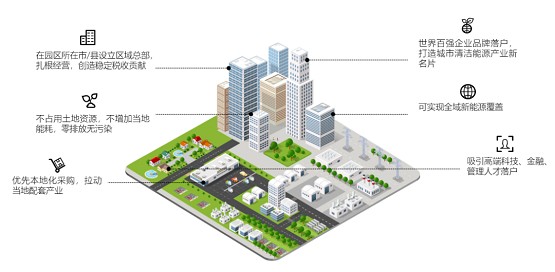 在园区所在市/县设立区域总部，
扎根经营，创造稳定税收贡献
不占用土地资源，不增加当地
能耗，零排放无污染
优先本地化采购，拉动
当地配套产业
世界百强企业品牌落户，
打造城市清洁能源产业新
名片
可实现全域新能源覆盖
吸引高端科技、金融、
管理人才落户